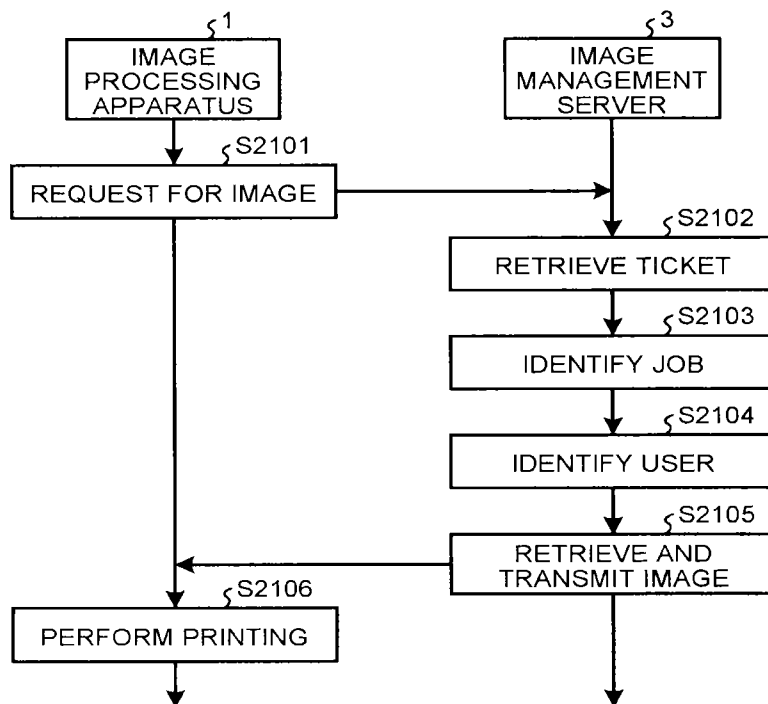 1
IMAGE
PROCESSING
APPARATUS
3
IMAGE
MANAGEMENT
SERVER
S2101
REQUEST FOR IMAGE
S2102
RETRIEVE TICKET
S2103
IDENTIFY JOB
S2104
IDENTIFY USER
S2105
RETRIEVE AND
TRANSMIT IMAGE
S2106
PERFORM PRINTING